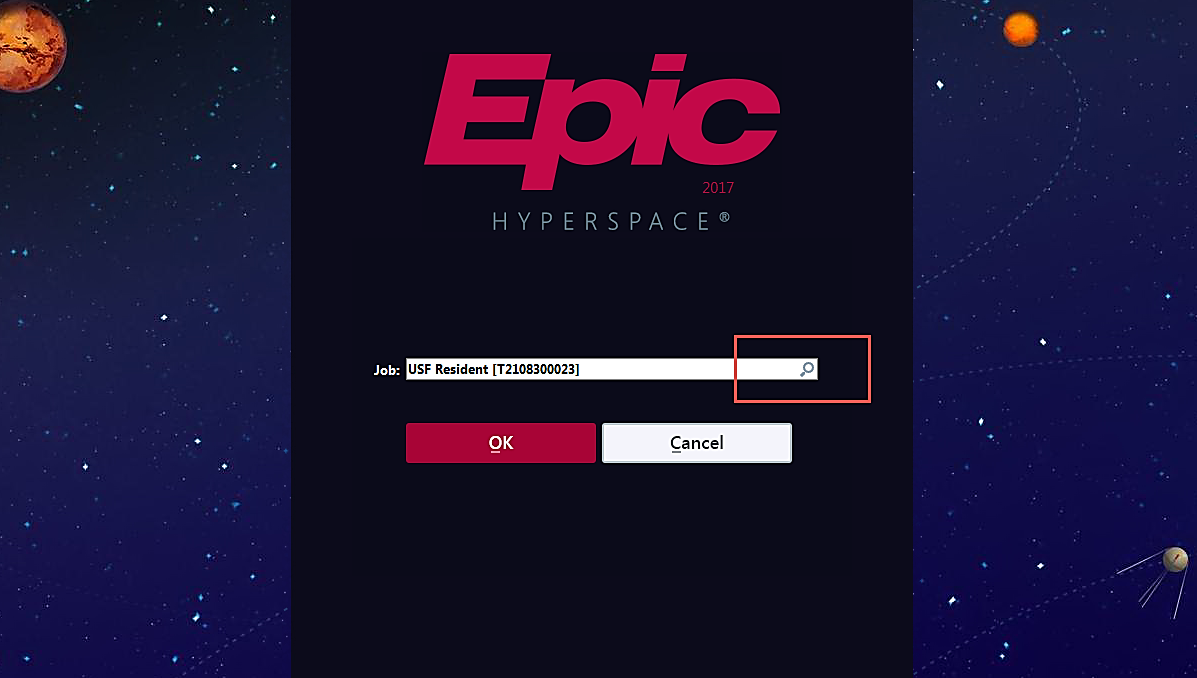 Epic
2017
HYPERSPACE®
Job: USF Resident [T2108300023]
OK Cancel